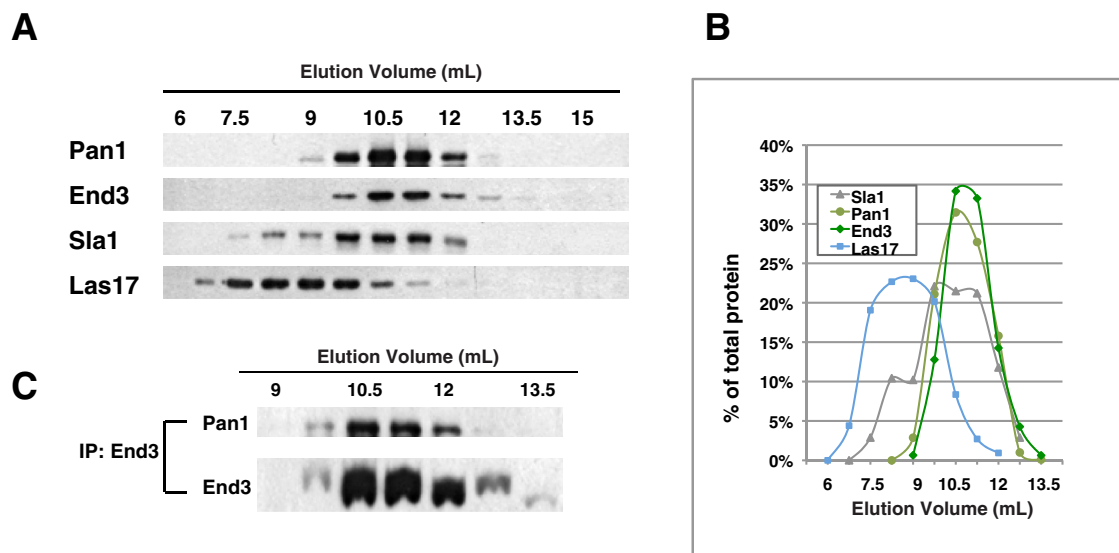 A
Elution Volume (mL)
6 7.5 9 10.5 12 13.5 15
Pan1
End3
Sla1
Las17
B
40%
35%
30%
25%
20%
15%
10%
5%
0%
% of total protein
Sla1
Pan1
End3
Las17
6 7.5 9 10.5 12 13.5
Elution Volume (mL)
C
Elution Volume (mL)
9 10.5 12 13.5
IP: End3
Pan1
End3